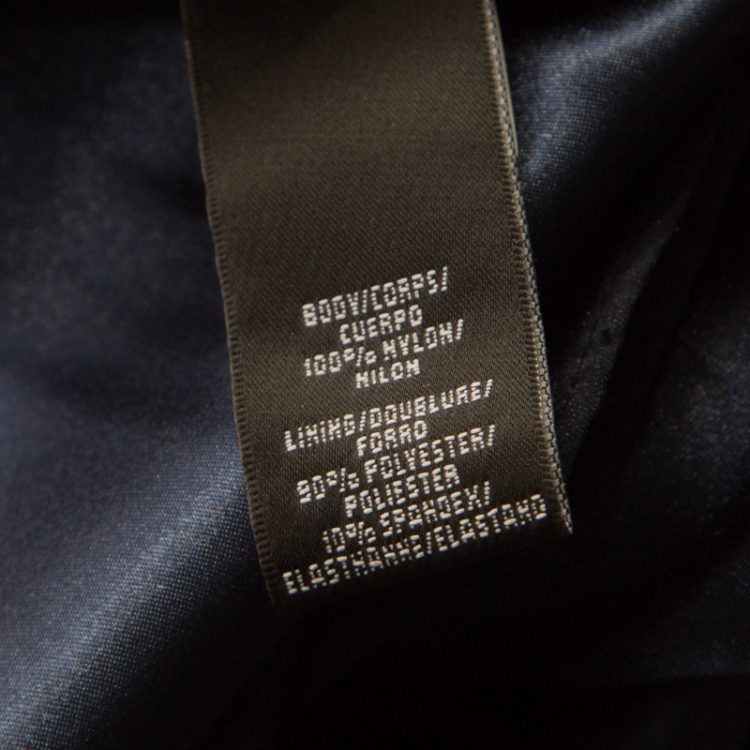 BODY/CORPS/
CUERPO
100% NYLON/
NILON
LINING/DOUBLURE/
FORRO
90% POLYESTER/
POLIESTER
10% SPANDEX/
ELASTHANNE/ELASTANO